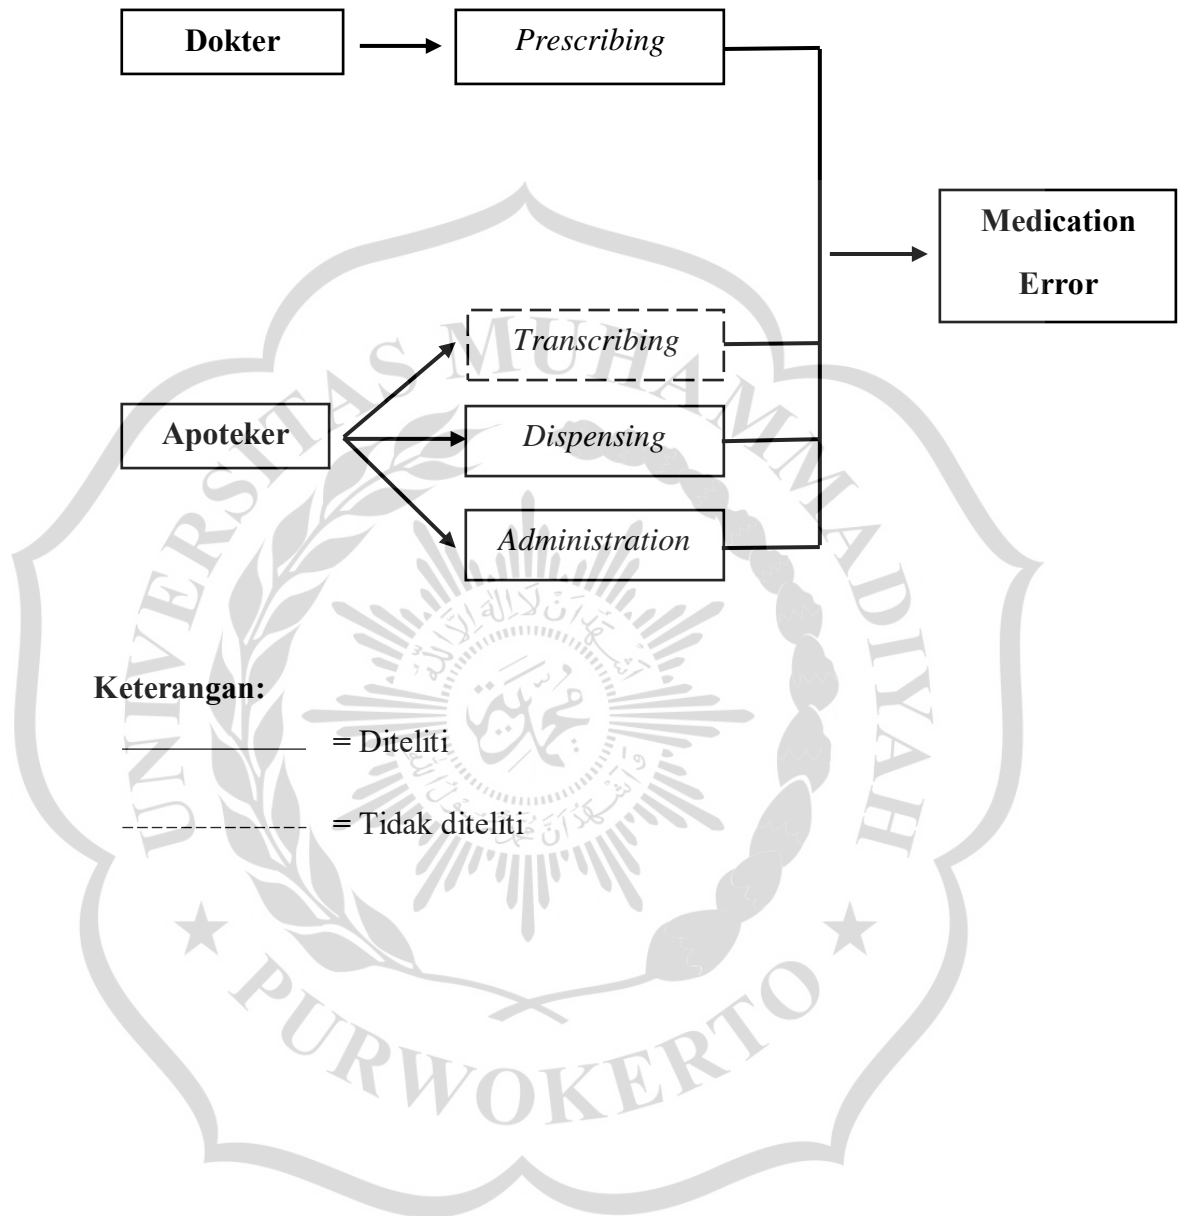 Dokter
Prescribing
Medication
Error
Transcribing
Apoteker
Dispensing
Administration
Keterangan:
= Diteliti
= Tidak diteliti
UNIVERSITAS MUHAMMADIYAH
PURWOKERTO